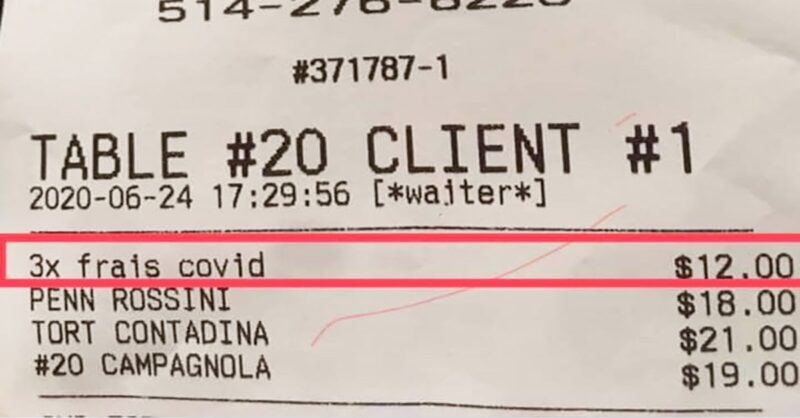 #371787-1
TABLE #20 CLIENT #1
2020-06-24 17:29:56 [*waiter*]
3x frais covid $12.00
PENN ROSSINI $18.00
TORT CONTADINA $21.00
#20 CAMPAGNOLA $19.00